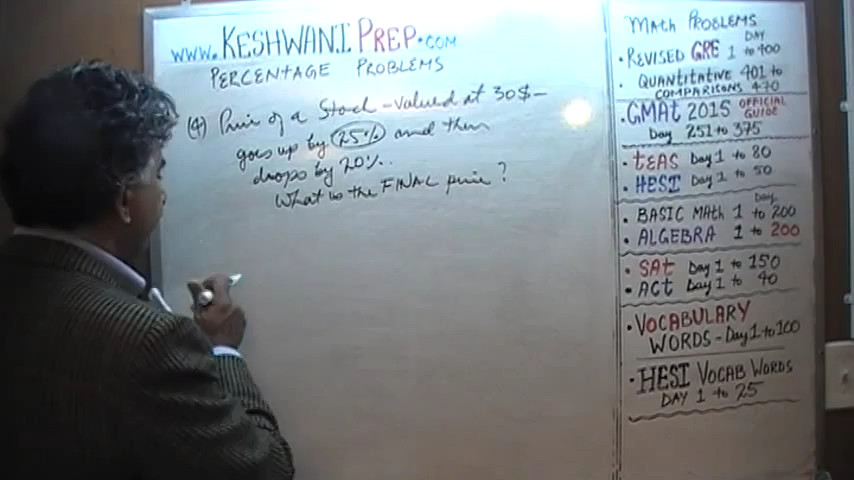 www.KESHWANIPREP.COM
PERCENTAGE PROBLEMS
(4) Price of a Stock - valued at 30$ -
goes up by 25% and then
drops by 20%.
What is the FINAL price ?
MATH PROBLEMS
DAY
• REVISED GRE 1 to 400
• QUANTITATIVE 401 to
COMPARISONS 470
• GMAt 2015 OFFICIAL
GUIDE
Day 251 to 375
• tEAS Day 1 to 80
• HESI Day 1 to 50
Day
• BASIC Math 1 to 200
• ALGEBRA 1 to 200
• SAt Day 1 to 150
• ACt Day 1 to 40
• VOCABULARY
WORDS - Day 1 to 100
• HESI VOCAB WORDS
DAY 1 to 25